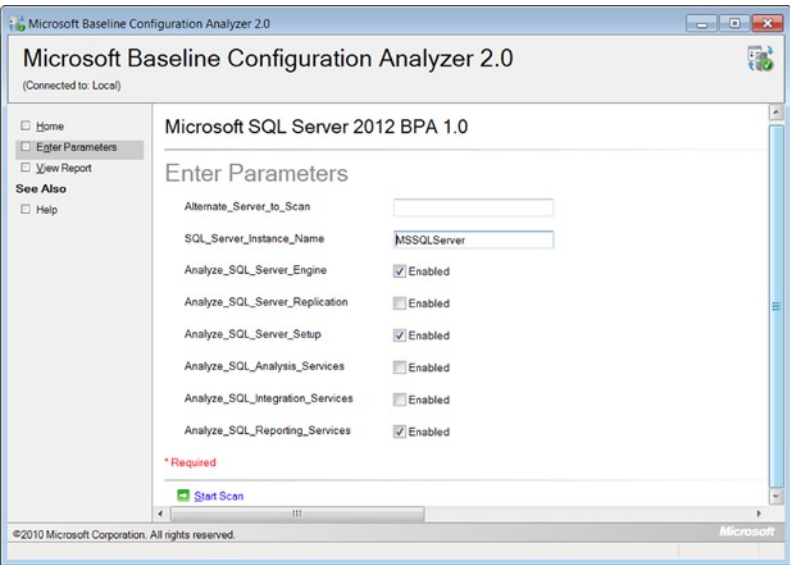 Microsoft Baseline Configuration Analyzer 2.0
Microsoft Baseline Configuration Analyzer 2.0
(Connected to: Local)
Home
Enter Parameters
View Report
See Also
Help
Microsoft SQL Server 2012 BPA 1.0
Enter Parameters
Alternate_Server_to_Scan
SQL_Server_Instance_Name MSSQLServer
Analyze_SQL_Server_Engine Enabled
Analyze_SQL_Server_Replication Enabled
Analyze_SQL_Server_Setup Enabled
Analyze_SQL_Analysis_Services Enabled
Analyze_SQL_Integration_Services Enabled
Analyze_SQL_Reporting_Services Enabled
* Required
Start Scan
©2010 Microsoft Corporation. All rights reserved. Microsoft